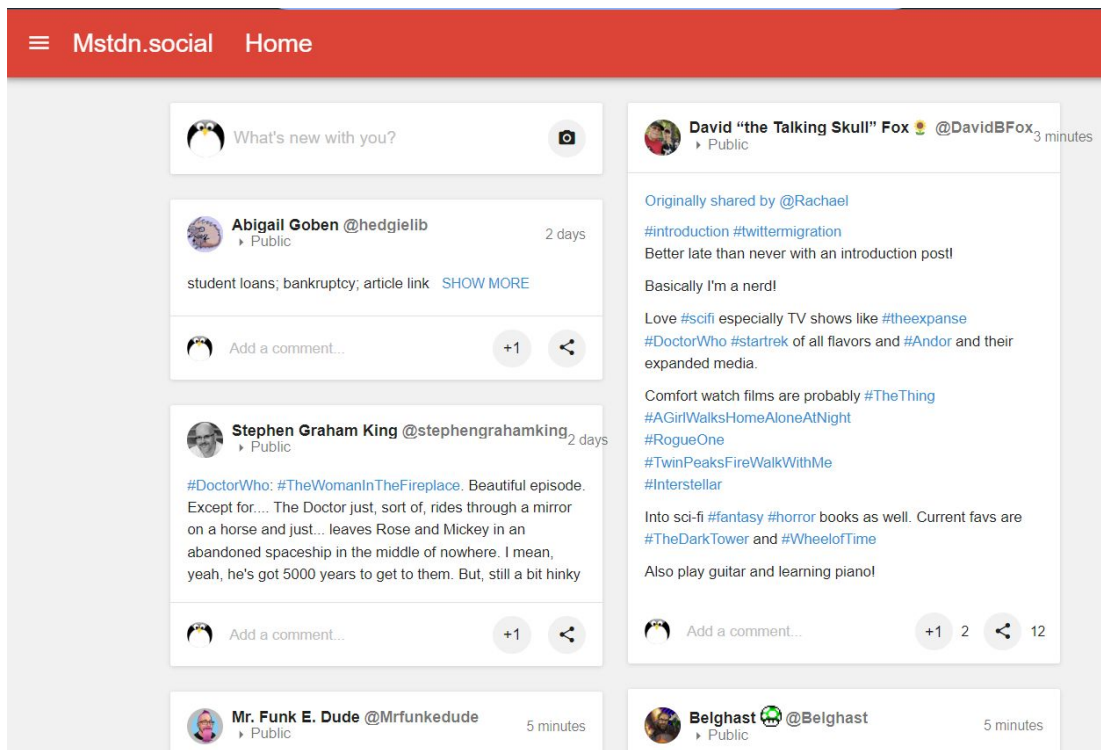 Mstdn.social Home
What's new with you?
Abigail Goben @hedgielib
Public
2 days
student loans; bankruptcy; article link SHOW MORE
Add a comment...
+1
Stephen Graham King @stephengrahamking
2 days
Public
#DoctorWho: #TheWomanInTheFireplace. Beautiful episode.
Except for.... The Doctor just, sort of, rides through a mirror
on a horse and just... leaves Rose and Mickey in an
abandoned spaceship in the middle of nowhere. I mean,
yeah, he's got 5000 years to get to them. But, still a bit hinky
Add a comment...
+1
Mr. Funk E. Dude @Mrfunkedude
Public
5 minutes
David “the Talking Skull” Fox @DavidBFox
3 minutes
Public
Originally shared by @Rachael
#introduction #twittermigration
Better late than never with an introduction post!
Basically I'm a nerd!
Love #scifi especially TV shows like #theexpanse
#DoctorWho #startrek of all flavors and #Andor and their
expanded media.
Comfort watch films are probably #TheThing
#AGirlWalksHomeAloneAtNight
#RogueOne
#TwinPeaksFireWalkWithMe
#Interstellar
Into sci-fi #fantasy #horror books as well. Current favs are
#TheDarkTower and #WheelofTime
Also play guitar and learning piano!
Add a comment...
+1 2 12
Belghast @Belghast
Public
5 minutes